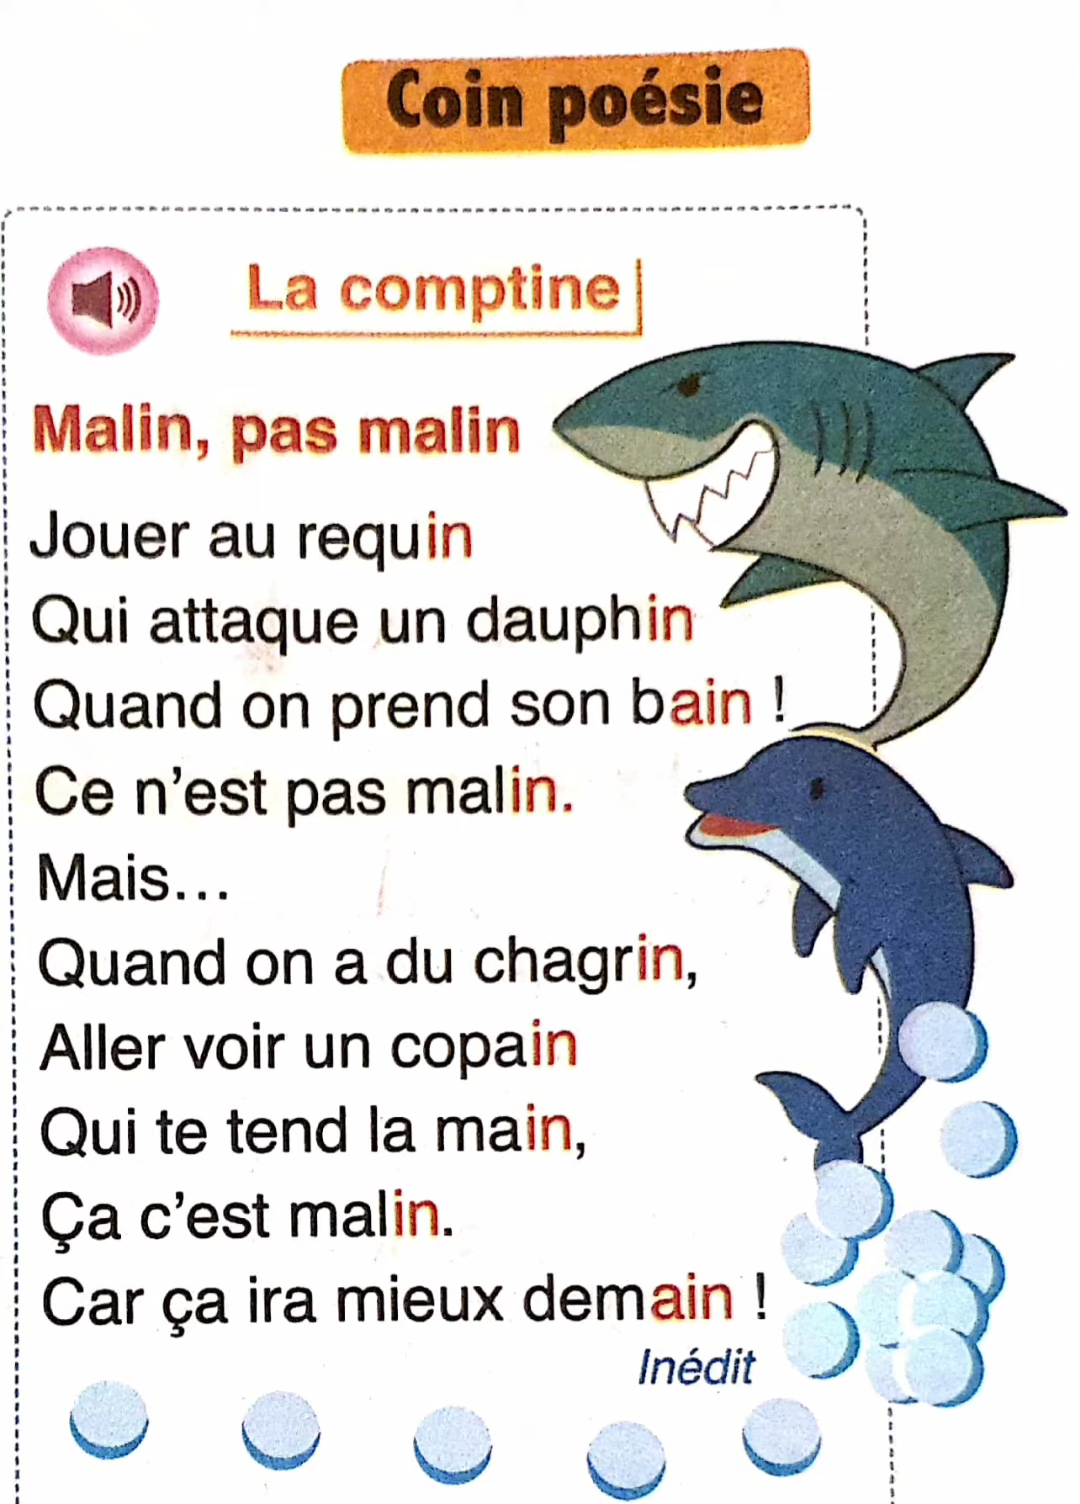 Coin poésie
La comptine
Malin, pas malin
Jouer au requin
Qui attaque un dauphin
Quand on prend son bain !
Ce n'est pas malin.
Mais...
Quand on a du chagrin,
Aller voir un copain
Qui te tend la main,
Ça c'est malin.
Car ça ira mieux demain !
Inédit